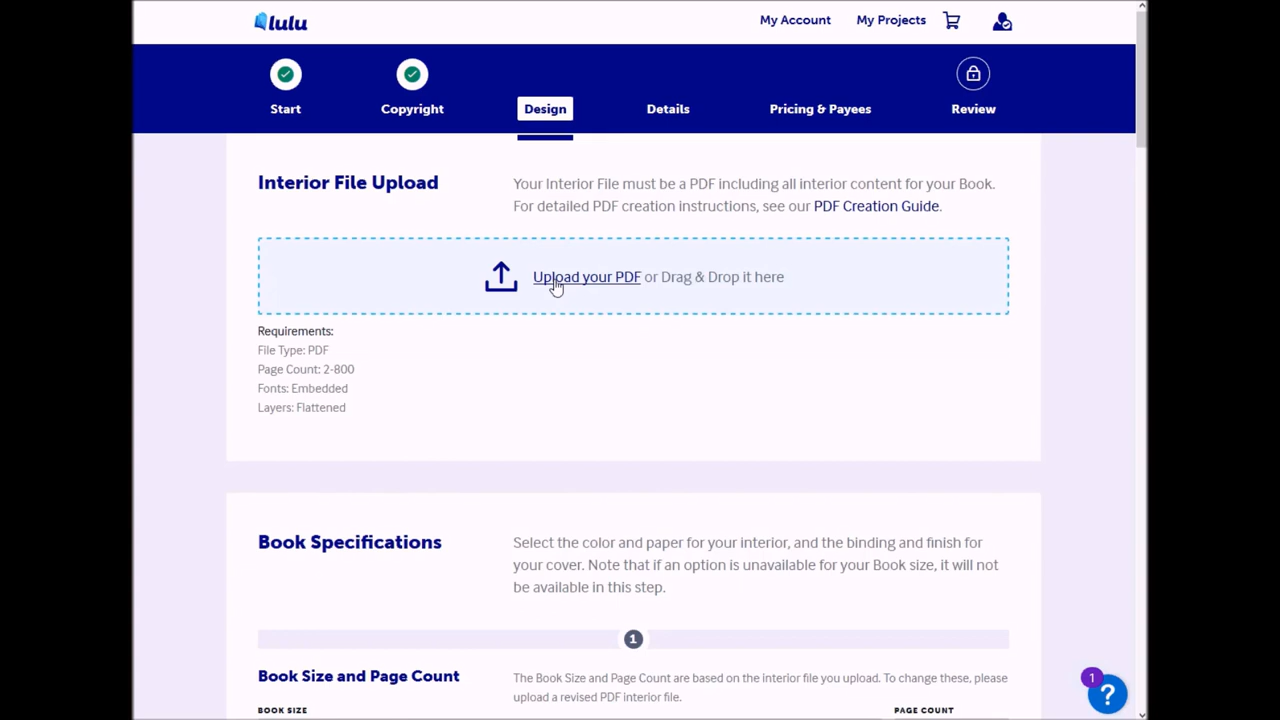 lulu
My Account
My Projects
Start
Copyright
Design
Details
Pricing & Payees
Review
Interior File Upload
Your Interior File must be a PDF including all interior content for your Book.
For detailed PDF creation instructions, see our PDF Creation Guide.
Upload your PDF or Drag & Drop it here
Requirements:
File Type: PDF
Page Count: 2-800
Fonts: Embedded
Layers: Flattened
Book Specifications
Select the color and paper for your interior, and the binding and finish for
your cover. Note that if an option is unavailable for your Book size, it will not
be available in this step.
1
Book Size and Page Count
The Book Size and Page Count are based on the interior file you upload. To change these, please
upload a revised PDF interior file.
BOOK SIZE
PAGE COUNT
1
?